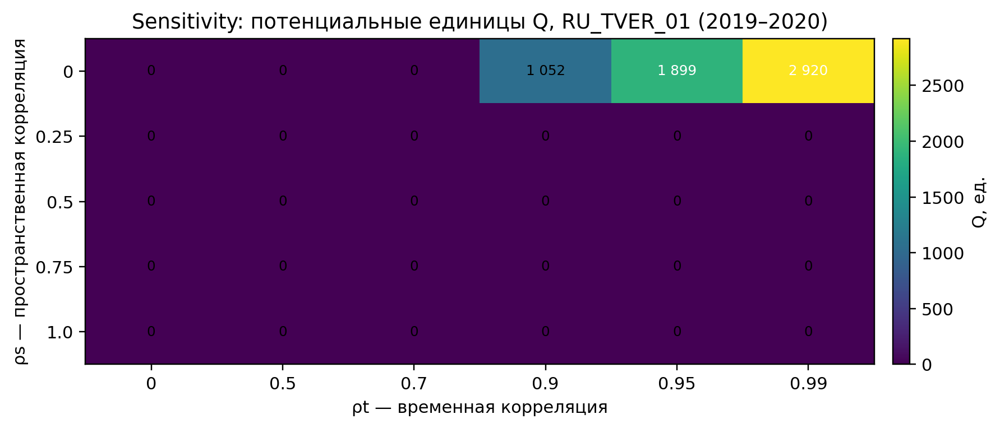 Sensitivity: потенциальные единицы Q, RU_TVER_01 (2019–2020)
ρs — пространственная корреляция
0 0 0 0 1 052 1 899 2 920
0.25 0 0 0 0 0 0
0.5 0 0 0 0 0 0
0.75 0 0 0 0 0 0
1.0 0 0 0 0 0 0
0 0.5 0.7 0.9 0.95 0.99
ρt — временная корреляция
2500
2000
1500
1000
500
0
Q, ед.